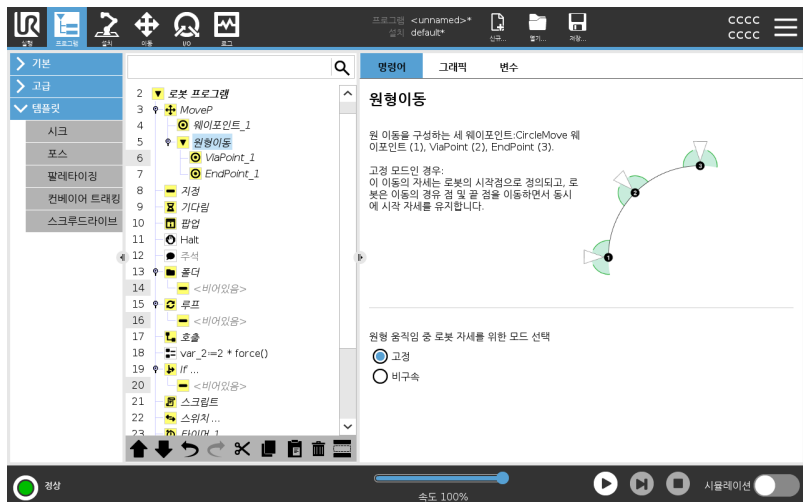 실행
프로그램
설치
이동
I/O
로그
프로그램 <unnamed>*
설치 default*
신규...
열기...
저장...
cccc
cccc
기본
고급
템플릿
시크
포스
팔레타이징
컨베이어 트래킹
스크루드라이브
2 로봇 프로그램
3 MoveP
4 웨이포인트_1
5 원형이동
6 ViaPoint_1
7 EndPoint_1
8 지정
9 기다림
10 팝업
11 Halt
12 주석
13 폴더
14 <비어있음>
15 루프
16 <비어있음>
17 호출
18 var_2:=2 * force()
19 If ...
20 <비어있음>
21 스크립트
22 스위치 ...
23 타이머 1
명령어
그래픽
변수
원형이동
원 이동을 구성하는 세 웨이포인트:CircleMove 웨
이포인트 (1), ViaPoint (2), EndPoint (3).
고정 모드인 경우:
이 이동의 자세는 로봇의 시작점으로 정의되고, 로
봇은 이동의 경유 점 및 끝 점을 이동하면서 동시
에 시작 자세를 유지합니다.
3
2
1
원형 움직임 중 로봇 자세를 위한 모드 선택
고정
비구속
정상
속도 100%
시뮬레이션